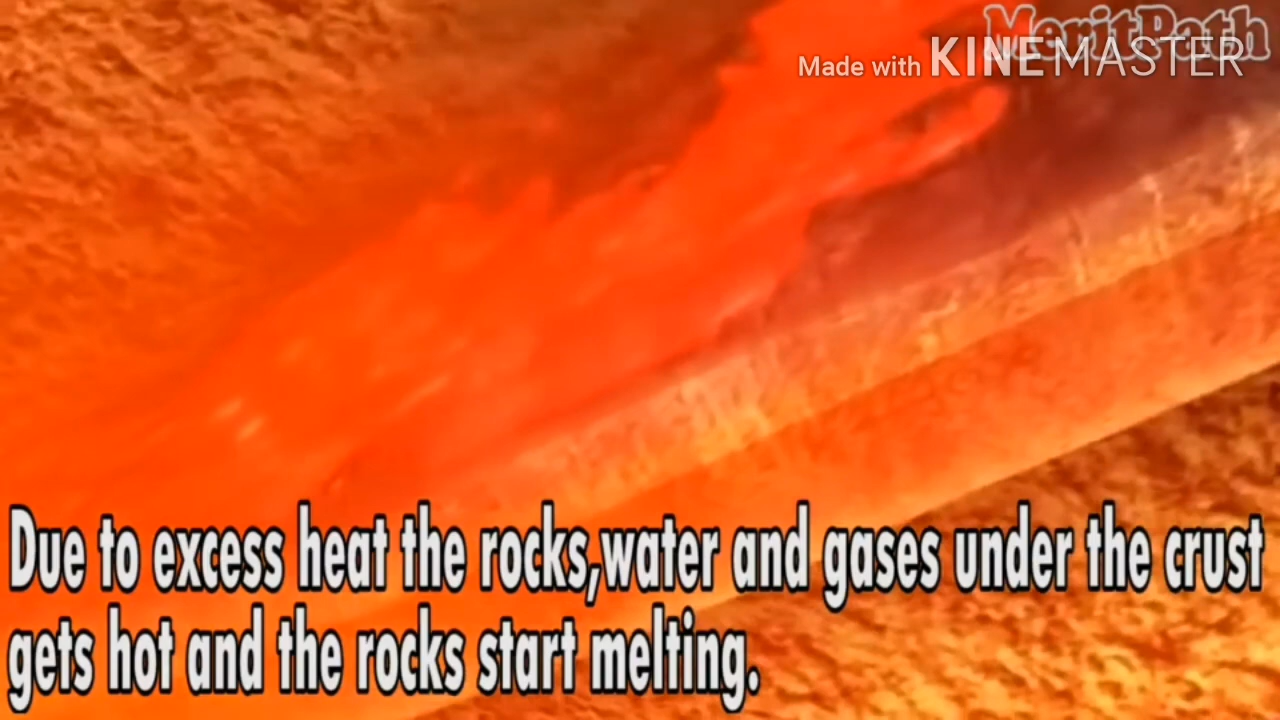 MeritPath
Made with KINEMASTER
Due to excess heat the rocks,water and gases under the crust
gets hot and the rocks start melting.